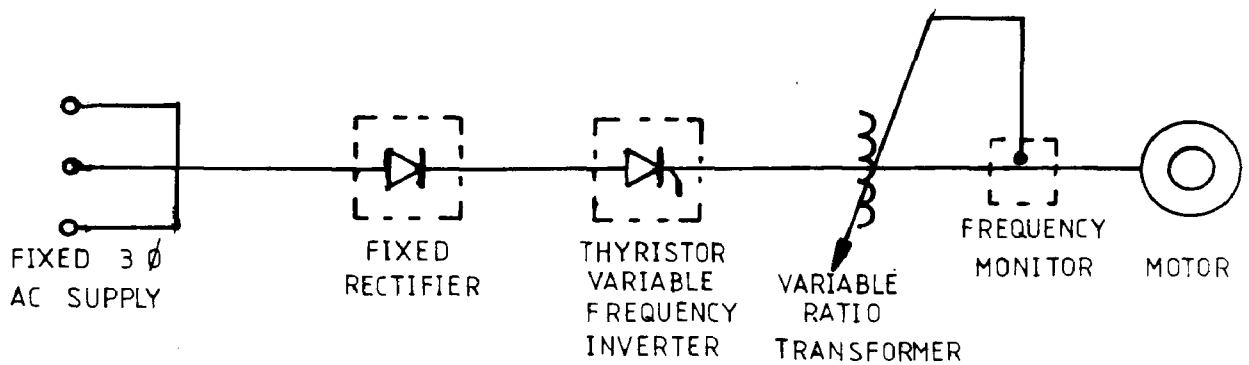 FIXED 3 Ø
AC SUPPLY
FIXED
RECTIFIER
THYRISTOR
VARIABLE
FREQUENCY
INVERTER
VARIABLE
RATIO
TRANSFORMER
FREQUENCY
MONITOR
MOTOR